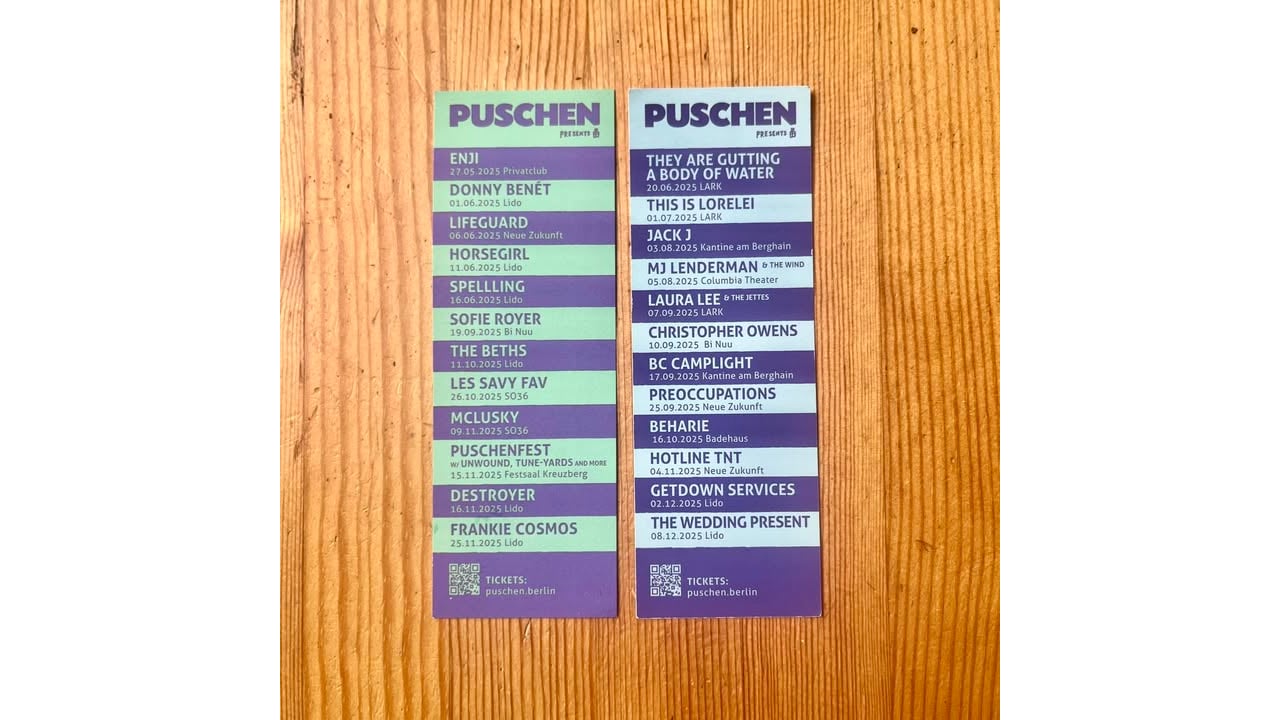 PUSCHEN
PRESENTS
ENJI
27.05.2025 Privatclub
DONNY BENÉT
01.06.2025 Lido
LIFEGUARD
06.06.2025 Neue Zukunft
HORSEGIRL
11.06.2025 Lido
SPELLLING
16.06.2025 Lido
SOFIE ROYER
19.09.2025 Bi Nuu
THE BETHS
11.10.2025 Lido
LES SAVY FAV
26.10.2025 SO36
MCLUSKY
09.11.2025 SO36
PUSCHENFEST
W/ UNWOUND, TUNE-YARDS AND MORE
15.11.2025 Festsaal Kreuzberg
DESTROYER
16.11.2025 Lido
FRANKIE COSMOS
25.11.2025 Lido
TICKETS:
puschen.berlin
PUSCHEN
PRESENTS
THEY ARE GUTTING
A BODY OF WATER
20.06.2025 LARK
THIS IS LORELEI
01.07.2025 LARK
JACK J
03.08.2025 Kantine am Berghain
MJ LENDERMAN & THE WIND
05.08.2025 Columbia Theater
LAURA LEE & THE JETTES
07.09.2025 LARK
CHRISTOPHER OWENS
10.09.2025 Bi Nuu
BC CAMPLIGHT
17.09.2025 Kantine am Berghain
PREOCCUPATIONS
25.09.2025 Neue Zukunft
BEHARIE
16.10.2025 Badehaus
HOTLINE TNT
04.11.2025 Neue Zukunft
GETDOWN SERVICES
02.12.2025 Lido
THE WEDDING PRESENT
08.12.2025 Lido
TICKETS:
puschen.berlin